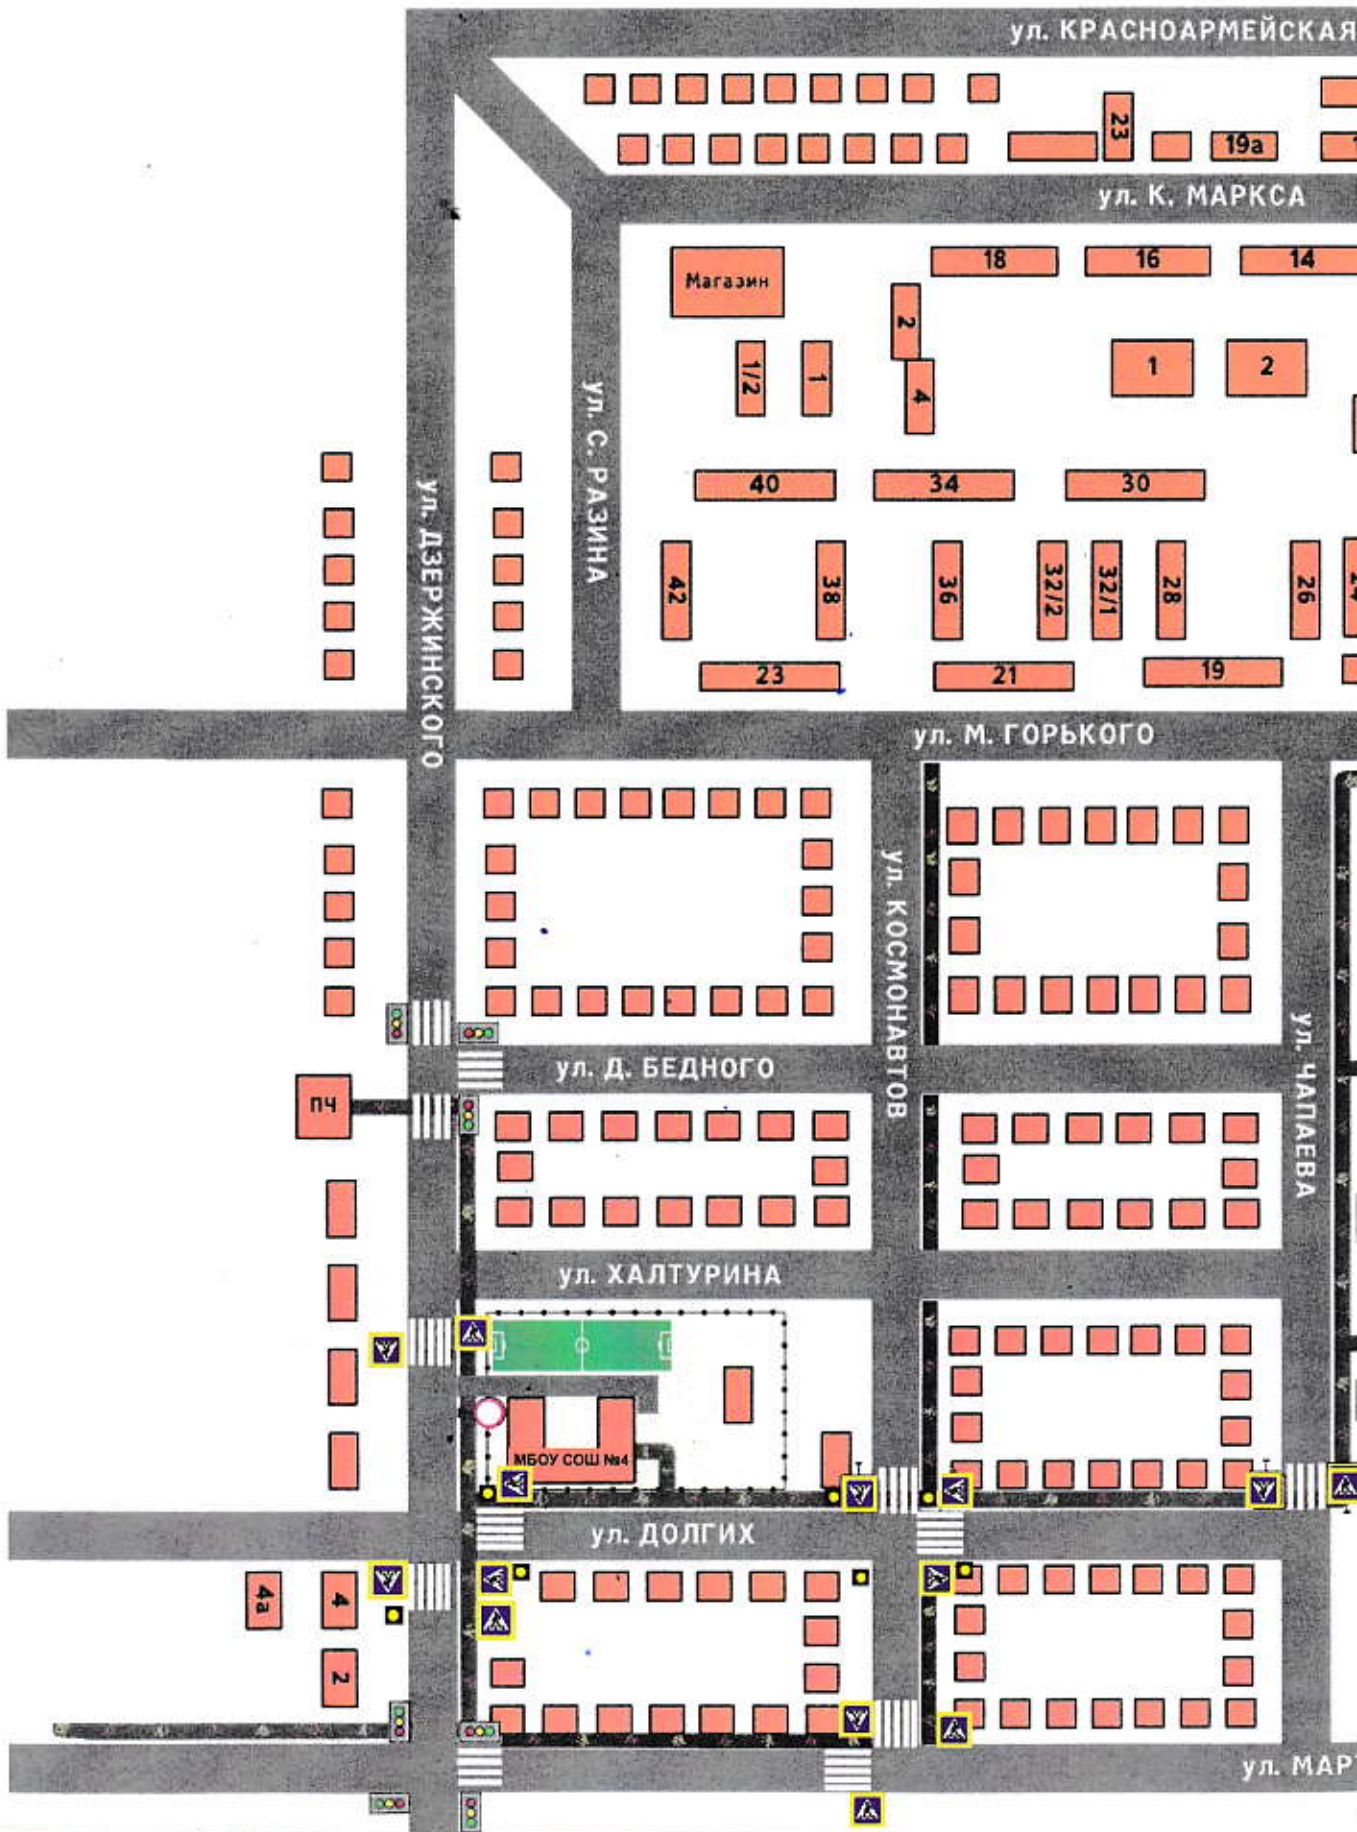 ул. КРАСНОАРМЕЙСКАЯ
23
19а
ул. К. МАРКСА
18
16
14
Магазин
2
1/2
1
4
1
2
ул. С. РАЗИНА
40
34
30
ул. ДЗЕРЖИНСКОГО
42
38
36
32/2
32/1
28
26
23
21
19
ул. М. ГОРЬКОГО
ул. КОСМОНАВТОВ
ул. ЧАПАЕВА
ул. Д. БЕДНОГО
ПЧ
ул. ХАЛТУРИНА
МБОУ СОШ №4
ул. ДОЛГИХ
4а
4
2
ул. МАР